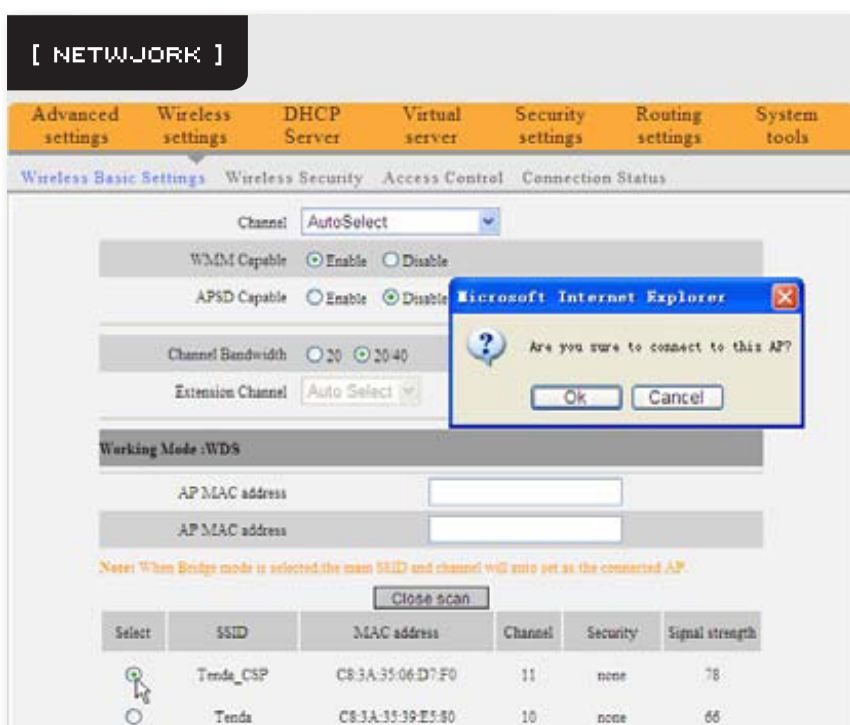 [ NETWJORK ]
Advanced settings Wireless settings DHCP Server Virtual server Security settings Routing settings System tools
Wireless Basic Settings Wireless Security Access Control Connection Status
Channel AutoSelect
WMM Capable Enable Disable
APSD Capable Enable Disable
Microsoft Internet Explorer
Are you sure to connect to this AP?
Ok Cancel
Channel Bandwidth 20 20/40
Extension Channel Auto Select
Working Mode :WDS
AP MAC address
AP MAC address
Note: When Bridge mode is selected,the main SSID and channel will auto set as the connected AP.
Close scan
Select SSID MAC address Channel Security Signal strength
Tenda_CSP C8:3A:35:06:D7:F0 11 none 78
Tenda C8:3A:35:39:E5:80 10 none 66